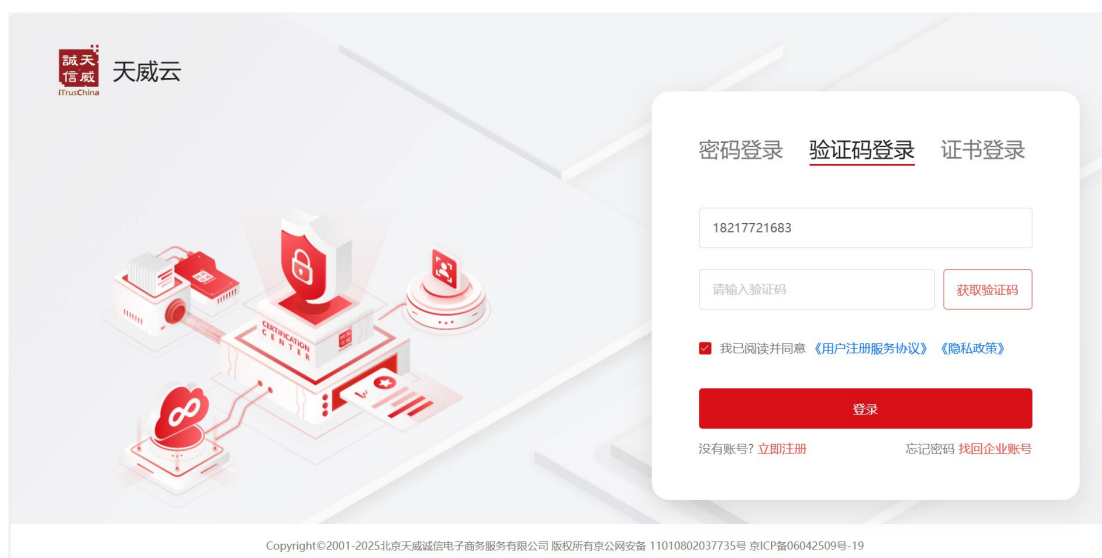 誠天
信威
iTrusChina
天威云
密码登录 验证码登录 证书登录
18217721683
请输入验证码 获取验证码
我已阅读并同意 《用户注册服务协议》 《隐私政策》
登录
没有账号? 立即注册 忘记密码 找回企业账号
CERTIFICATION
CENTER
Copyright©2001-2025北京天威诚信电子商务服务有限公司 版权所有京公网安备 11010802037735号 京ICP备06042509号-19